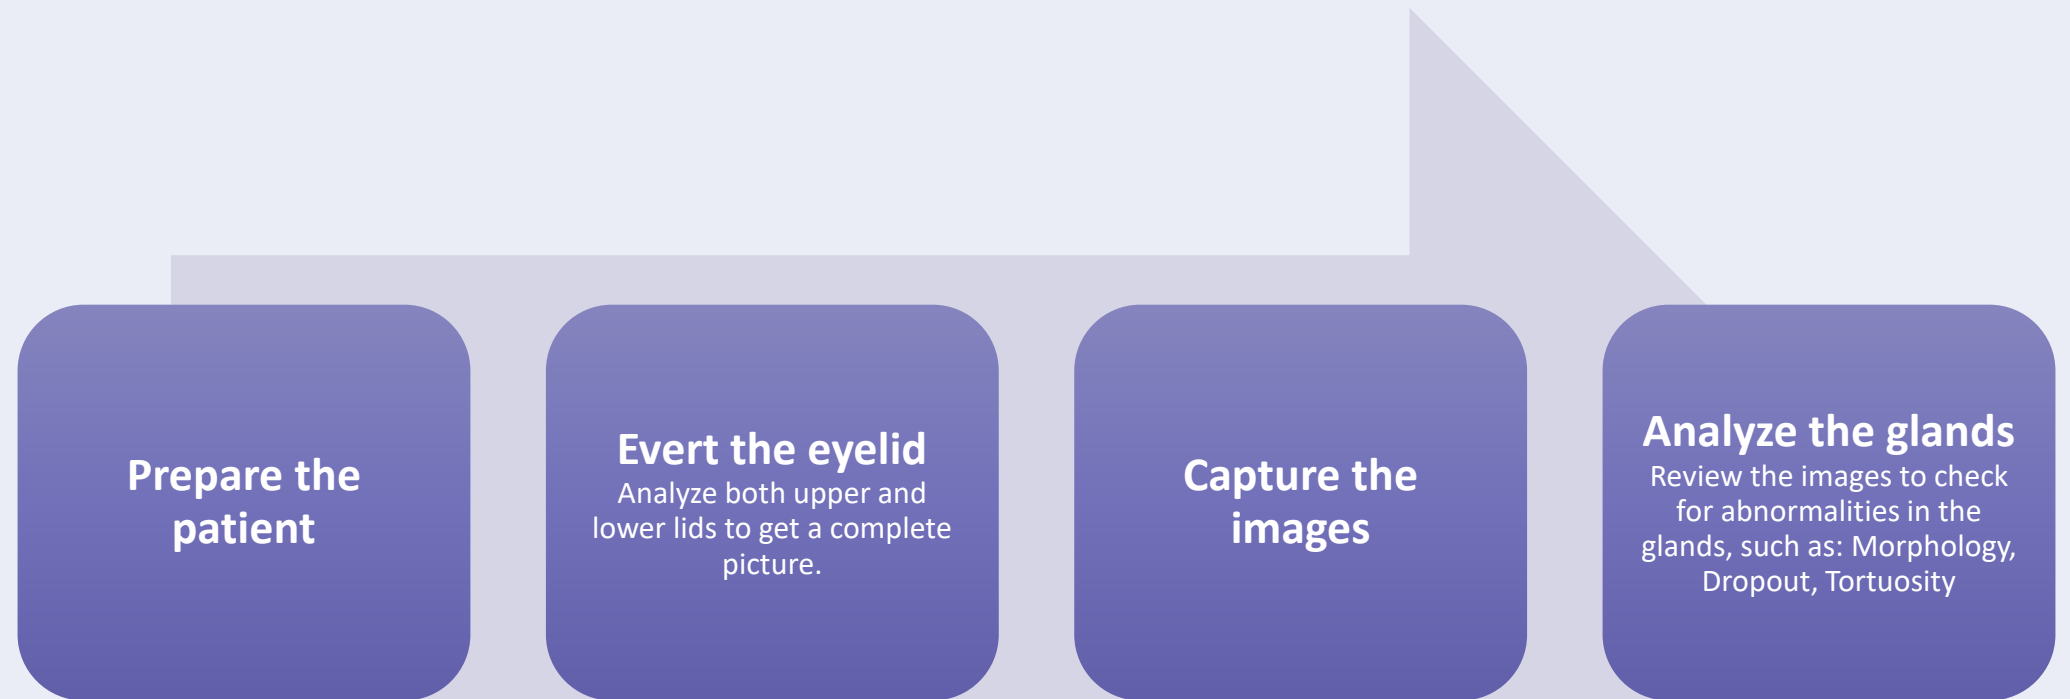 Prepare the
patient
Evert the eyelid
Analyze both upper and
lower lids to get a complete
picture.
Capture the
images
Analyze the glands
Review the images to check
for abnormalities in the
glands, such as: Morphology,
Dropout, Tortuosity